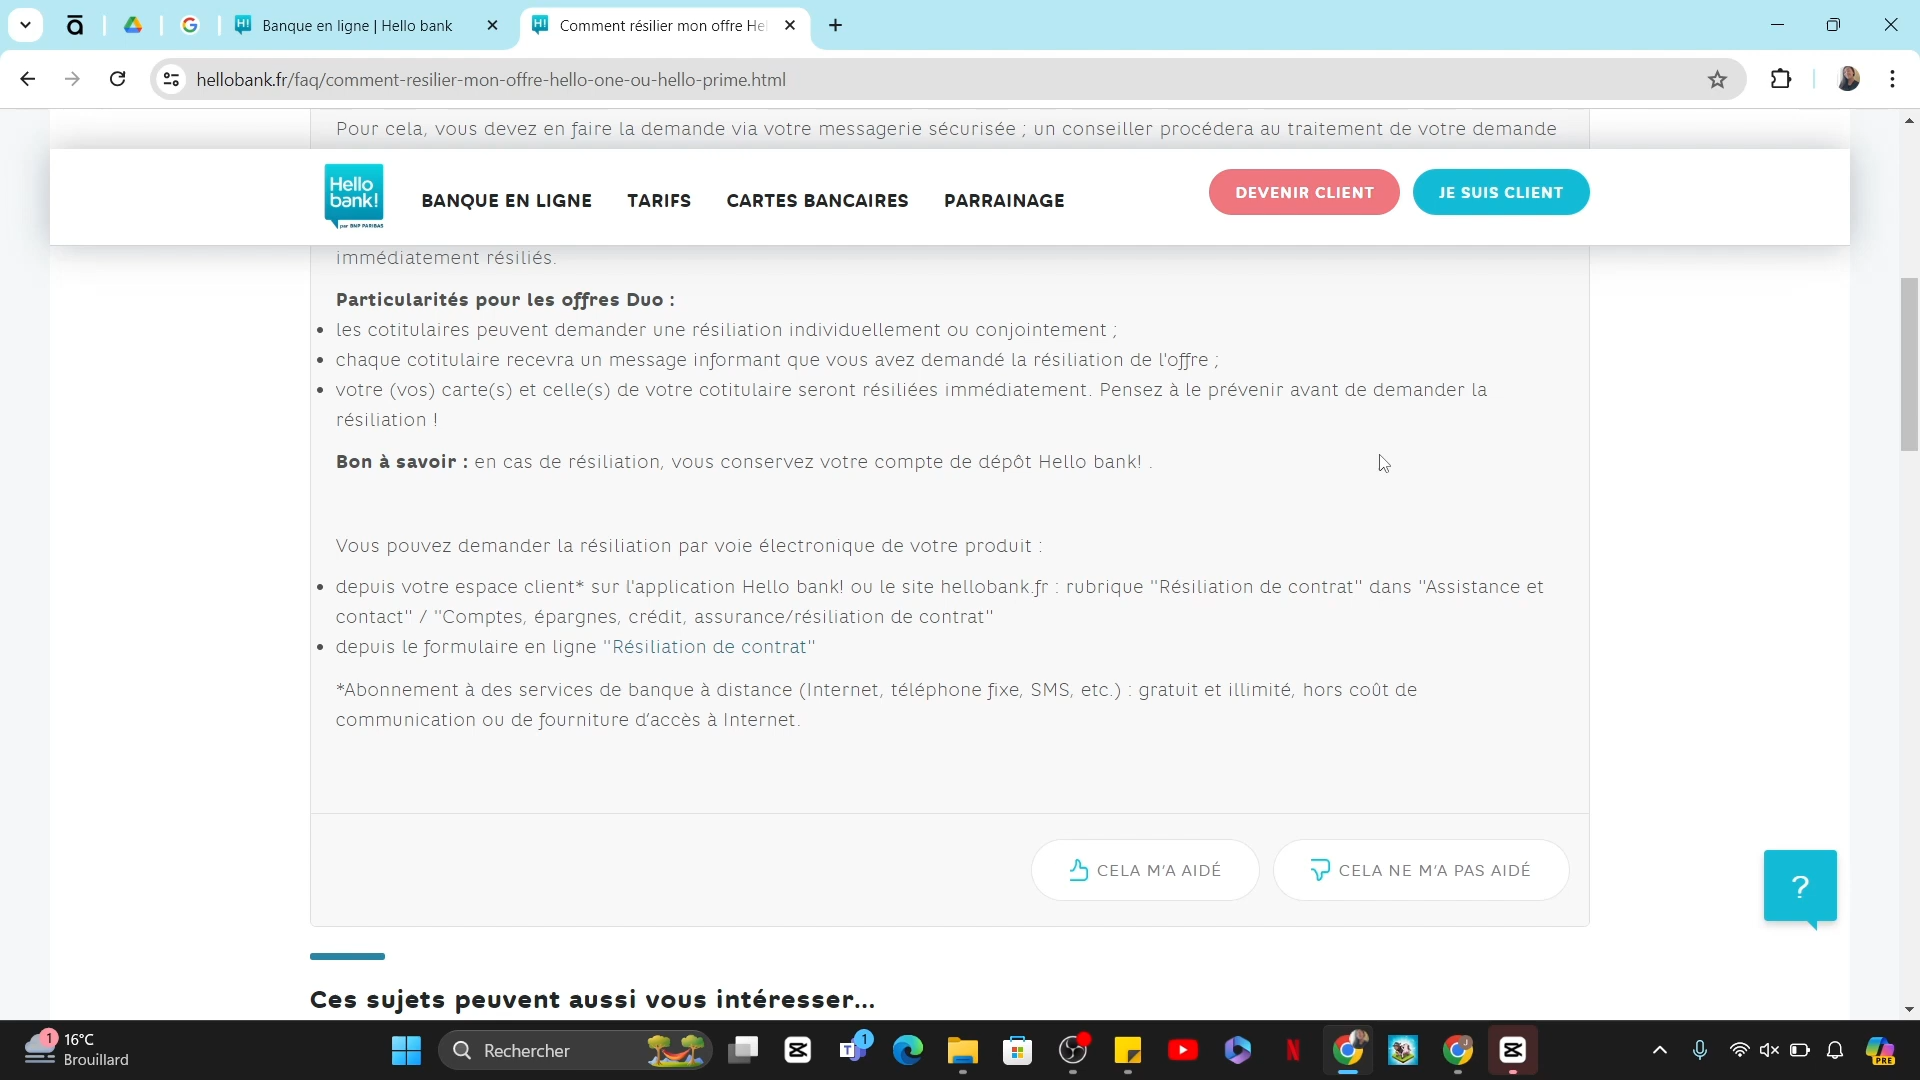 Banque en ligne | Hello bank
Comment résilier mon offre He
hellobank.fr/faq/comment-resilier-mon-offre-hello-one-ou-hello-prime.html
Pour cela, vous devez en faire la demande via votre messagerie sécurisée ; un conseiller procédera au traitement de votre demande
Hello
bank!
par BNP PARIBAS
BANQUE EN LIGNE
TARIFS
CARTES BANCAIRES
PARRAINAGE
DEVENIR CLIENT
JE SUIS CLIENT
immédiatement résiliés.
Particularités pour les offres Duo :
• les cotitulaires peuvent demander une résiliation individuellement ou conjointement ;
• chaque cotitulaire recevra un message informant que vous avez demandé la résiliation de l'offre ;
• votre (vos) carte(s) et celle(s) de votre cotitulaire seront résiliées immédiatement. Pensez à le prévenir avant de demander la
résiliation !
Bon à savoir : en cas de résiliation, vous conservez votre compte de dépôt Hello bank! .
Vous pouvez demander la résiliation par voie électronique de votre produit :
• depuis votre espace client* sur l'application Hello bank! ou le site hellobank.fr : rubrique "Résiliation de contrat" dans "Assistance et
contact" / "Comptes, épargnes, crédit, assurance/résiliation de contrat"
• depuis le formulaire en ligne "Résiliation de contrat"
*Abonnement à des services de banque à distance (Internet, téléphone fixe, SMS, etc.) : gratuit et illimité, hors coût de
communication ou de fourniture d’accès à Internet.
CELA M’A AIDÉ
CELA NE M’A PAS AIDÉ
?
Ces sujets peuvent aussi vous intéresser...
1
16°C
Brouillard
Rechercher
1
PRE